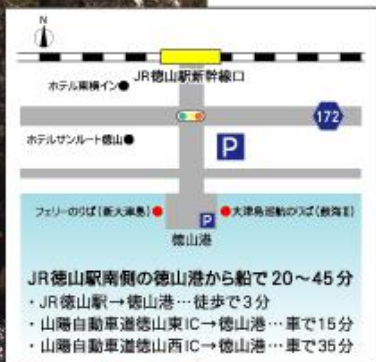 N
JR徳山駅新幹線口
ホテル東横イン●
172
ホテルサンルート徳山●
P
フェリーのりば(新大津島)●
●大津島巡航のりば(鼓海Ⅱ)
P
徳山港
JR徳山駅南側の徳山港から船で20〜45分
・JR徳山駅→徳山港…徒歩で3分
・山陽自動車道徳山東IC→徳山港…車で15分
・山陽自動車道徳山西IC→徳山港…車で35分